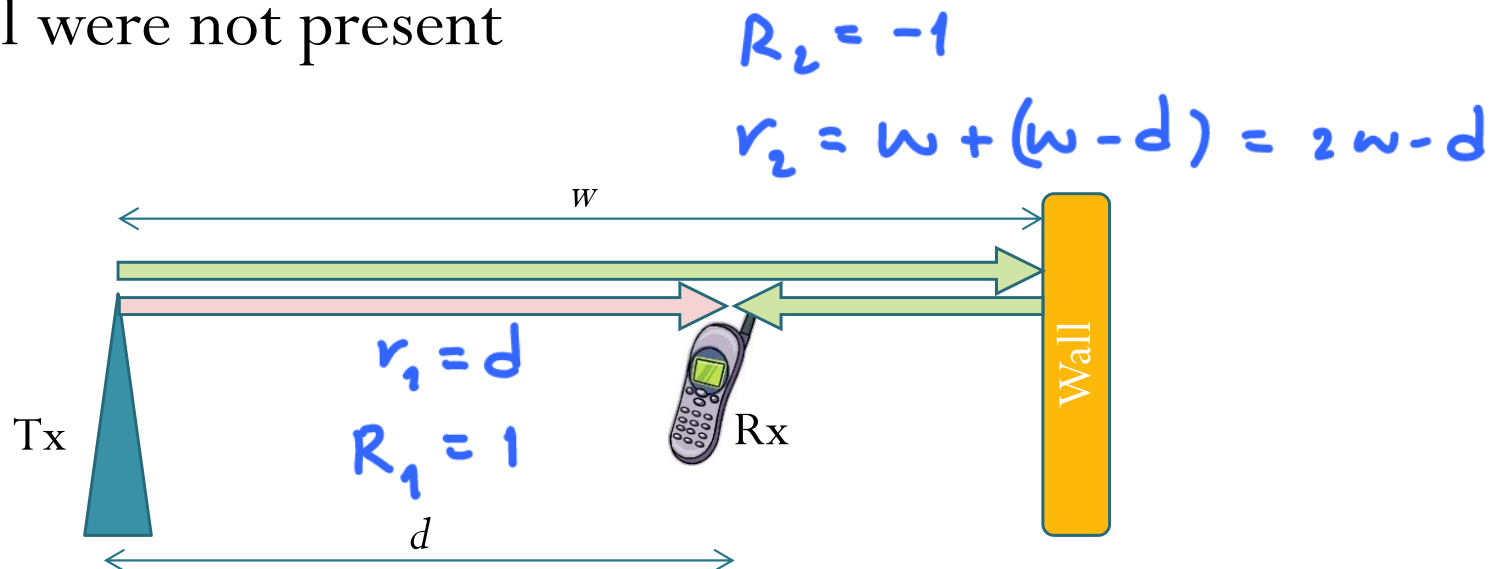 l were not present
R₂ = -1
r₂ = w + (w - d) = 2w - d
w
r₁ = d
Wall
Tx
R₁ = 1
Rx
d